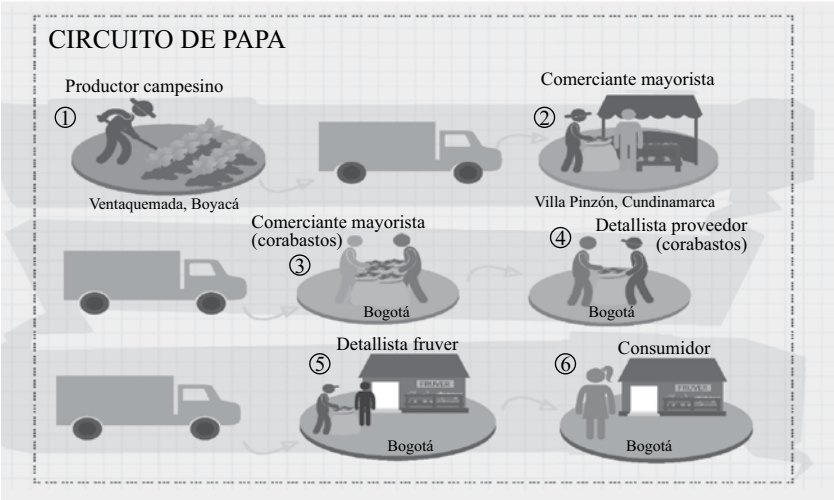 CIRCUITO DE PAPA
Productor campesino
①
Ventaquemada, Boyacá
Comerciante mayorista
②
Villa Pinzón, Cundinamarca
Comerciante mayorista
(corabastos)
③
Bogotá
④
Detallista proveedor
(corabastos)
Bogotá
Detallista fruver
⑤
FRUVER
Bogotá
Consumidor
⑥
FRUVER
Bogotá